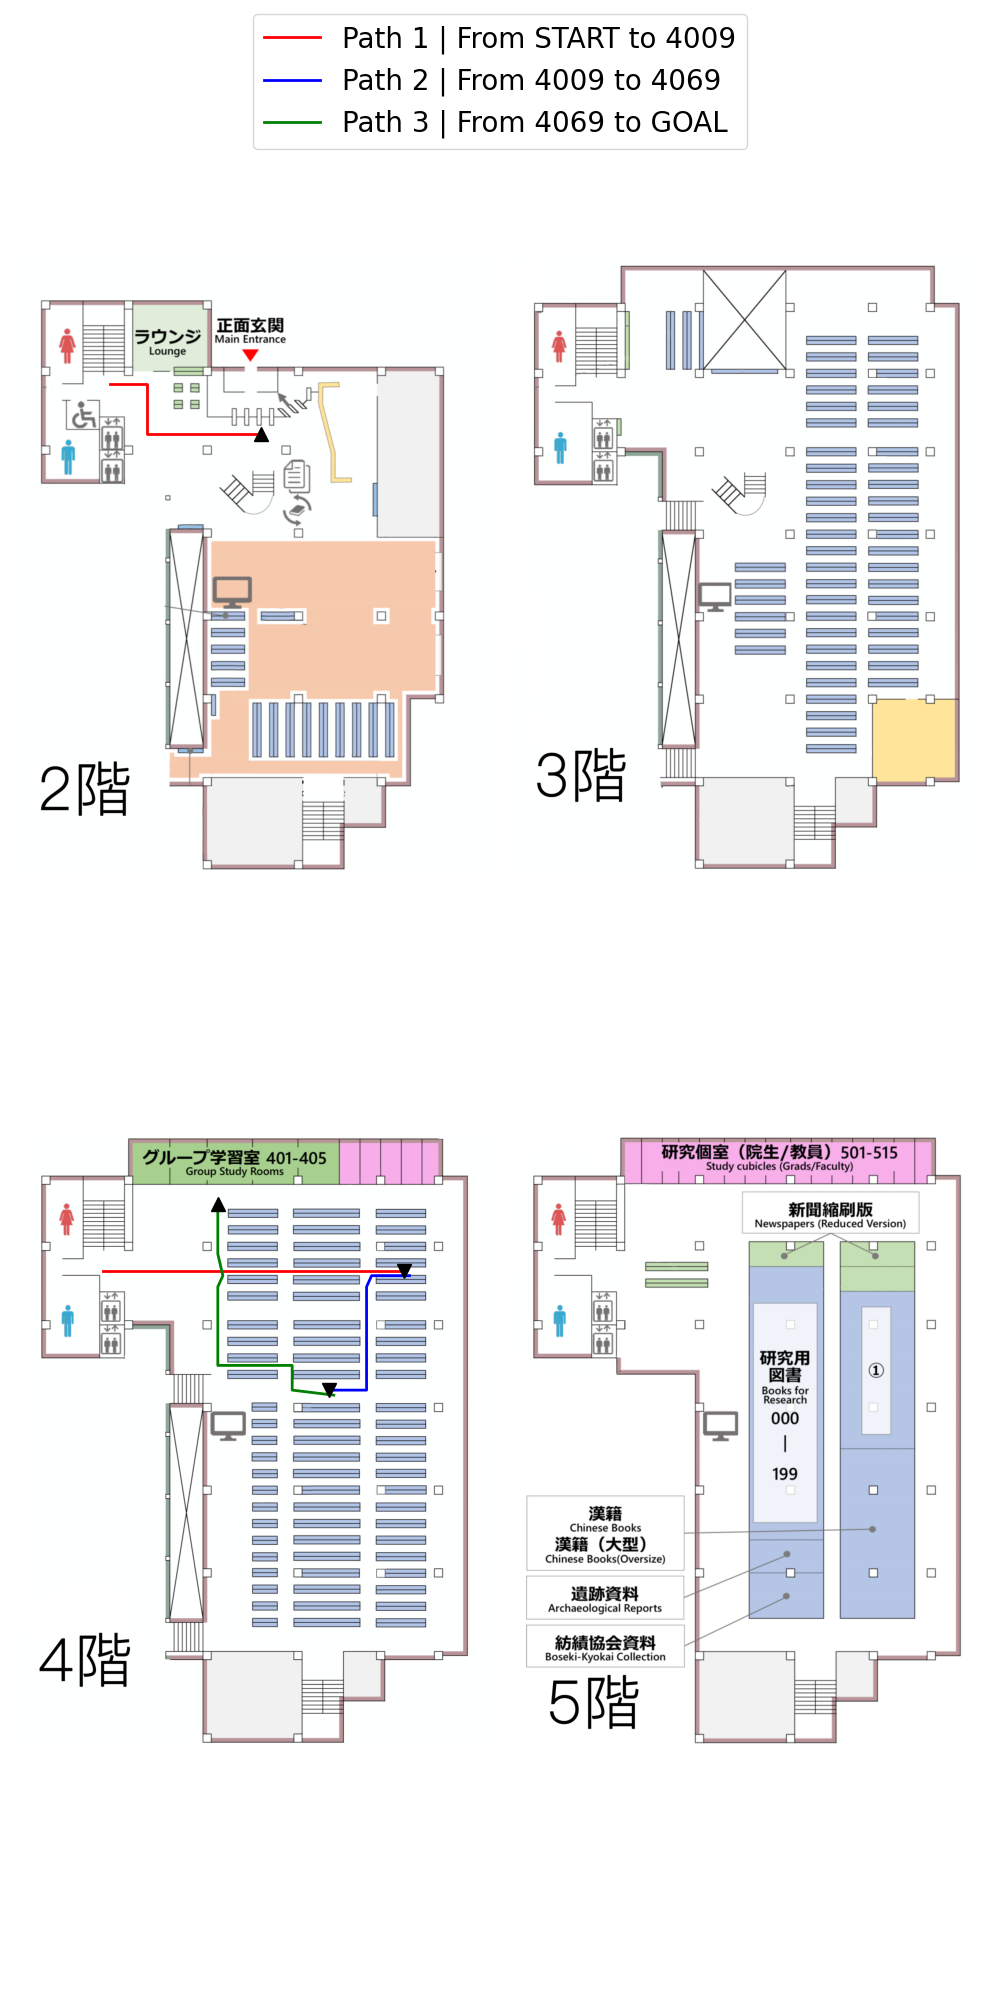 Path 1 | From START to 4009
Path 2 | From 4009 to 4069
Path 3 | From 4069 to GOAL
ラウンジ
Lounge
正面玄関
Main Entrance
2階
3階
グループ学習室 401-405
Group Study Rooms
4階
研究個室（院生/教員）501-515
Study cubicles (Grads/Faculty)
新聞縮刷版
Newspapers (Reduced Version)
研究用
図書
Books for
Research
000
|
199
①
漢籍
Chinese Books
漢籍（大型）
Chinese Books(Oversize)
遺跡資料
Archaeological Reports
紡績協会資料
Boseki-Kyokai Collection
5階